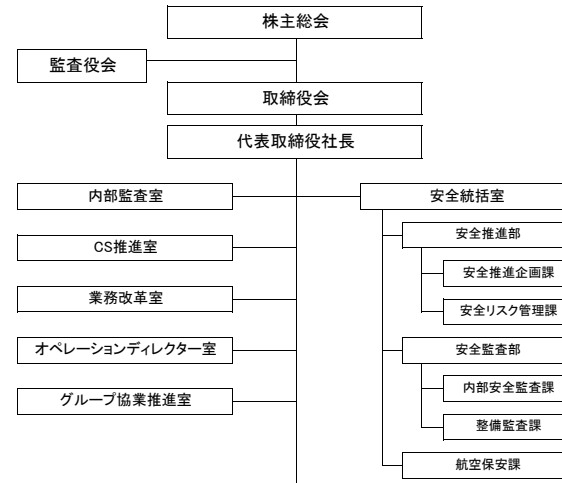 株主総会
監査役会
取締役会
代表取締役社長
内部監査室
安全統括室
安全推進部
CS推進室
安全推進企画課
業務改革室
安全リスク管理課
オペレーションディレクター室
安全監査部
内部安全監査課
グループ協業推進室
整備監査課
航空保安課